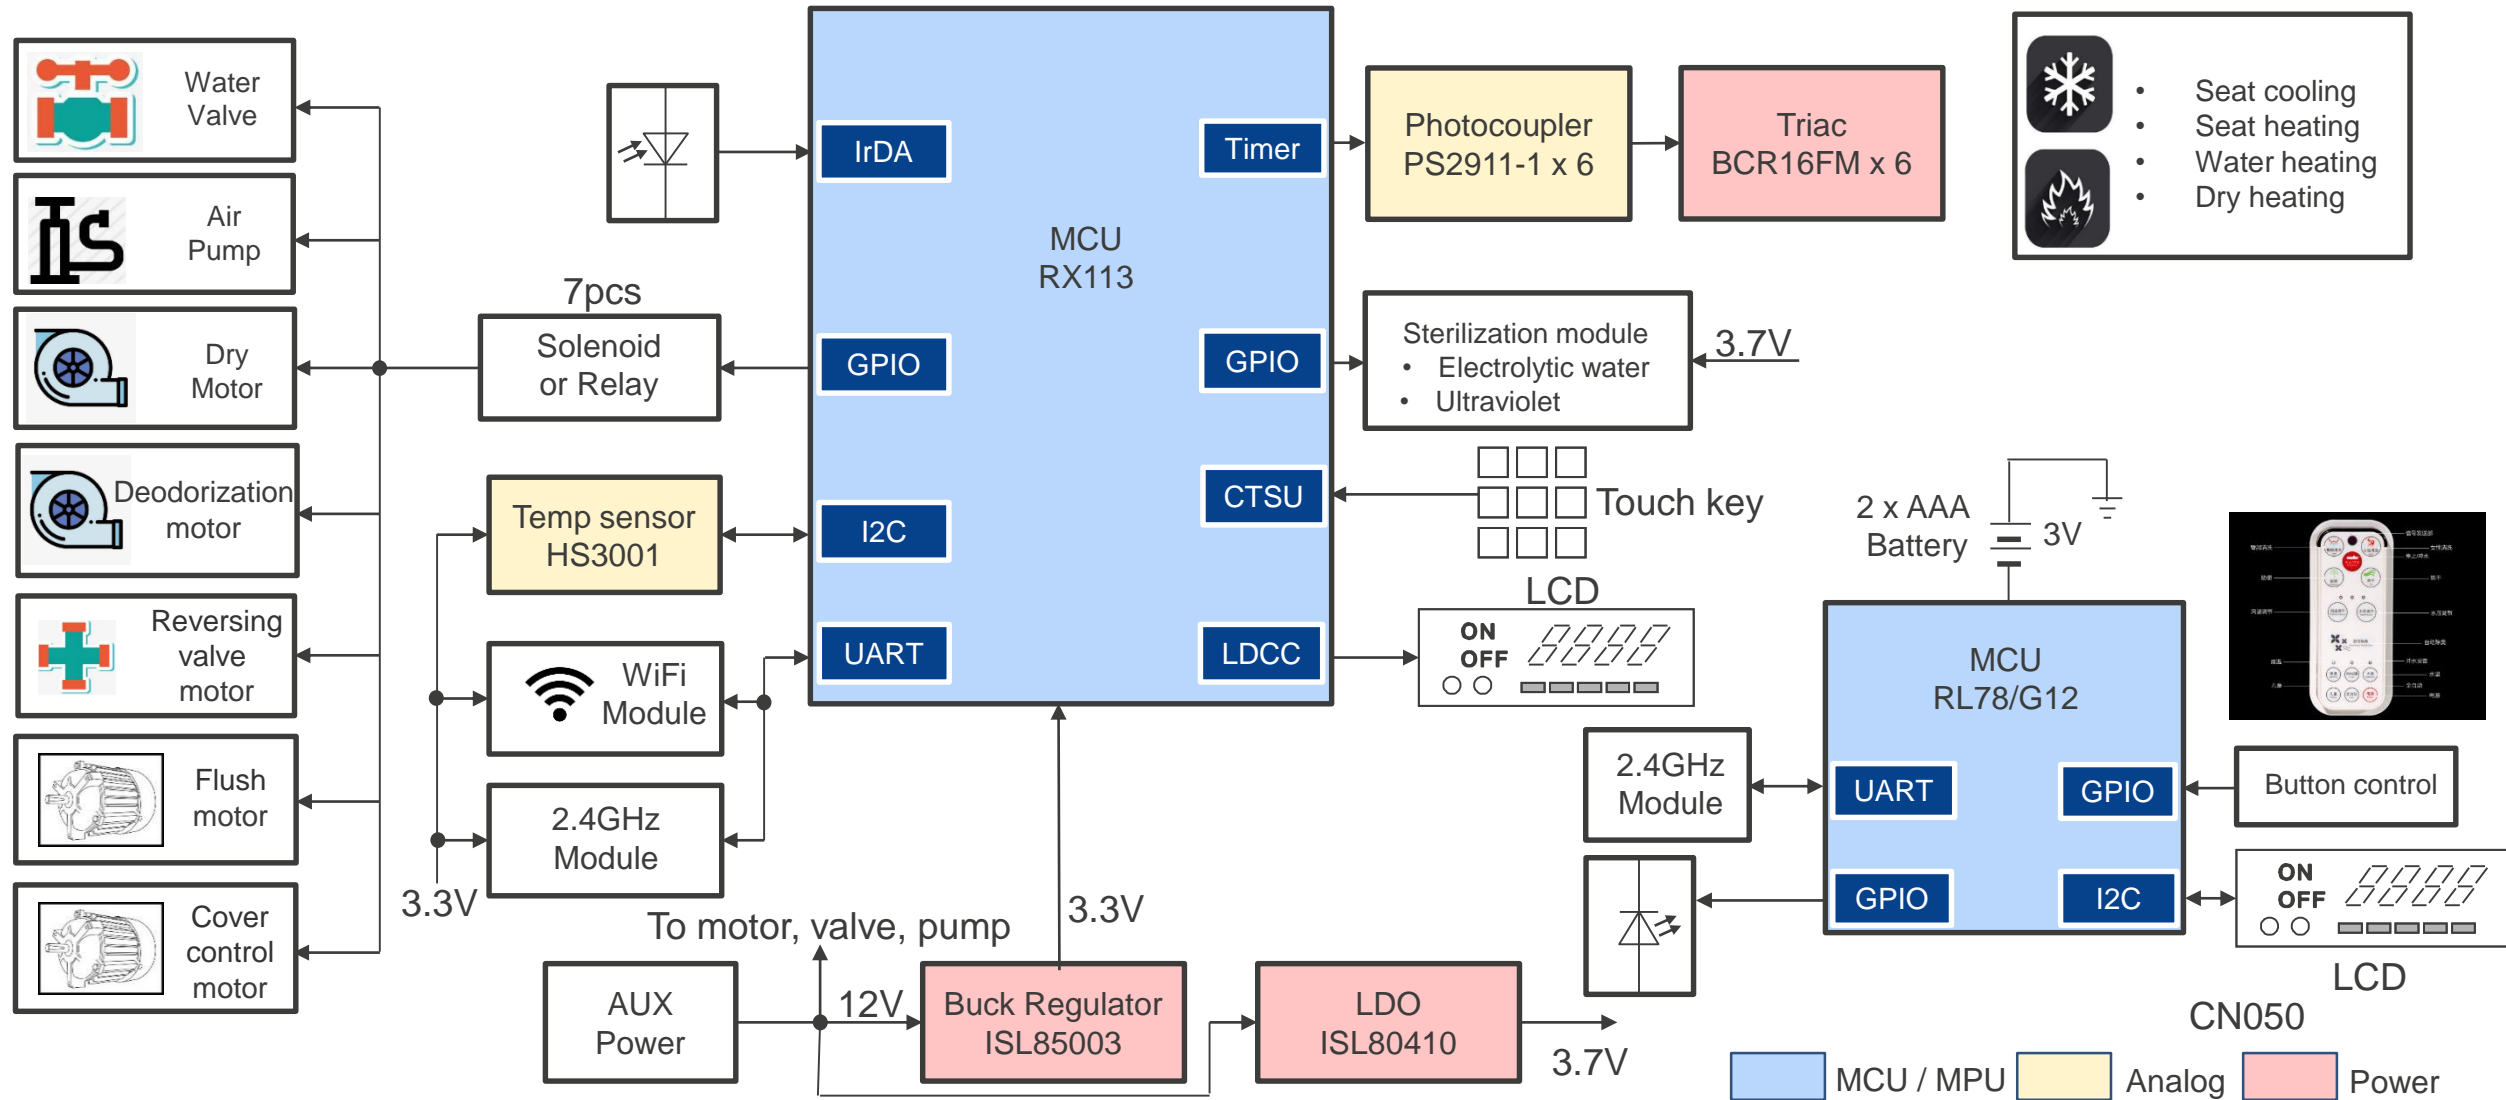 Water
Valve
Air
Pump
Dry
Motor
Deodorization
motor
Reversing
valve
motor
Flush
motor
Cover
control
motor
7pcs
Solenoid
or Relay
Temp sensor
HS3001
WiFi
Module
2.4GHz
Module
3.3V
MCU
RX113
IrDA
GPIO
I2C
UART
Timer
GPIO
CTSU
LDCC
Photocoupler
PS2911-1 x 6
Triac
BCR16FM x 6
• Seat cooling
• Seat heating
• Water heating
• Dry heating
Sterilization module
• Electrolytic water
• Ultraviolet
3.7V
Touch key
LCD
ON
OFF
2 x AAA
Battery
3V
MCU
RL78/G12
UART
GPIO
GPIO
I2C
2.4GHz
Module
Button control
ON
OFF
LCD
To motor, valve, pump
3.3V
AUX
Power
12V
Buck Regulator
ISL85003
LDO
ISL80410
3.7V
CN050
MCU / MPU
Analog
Power